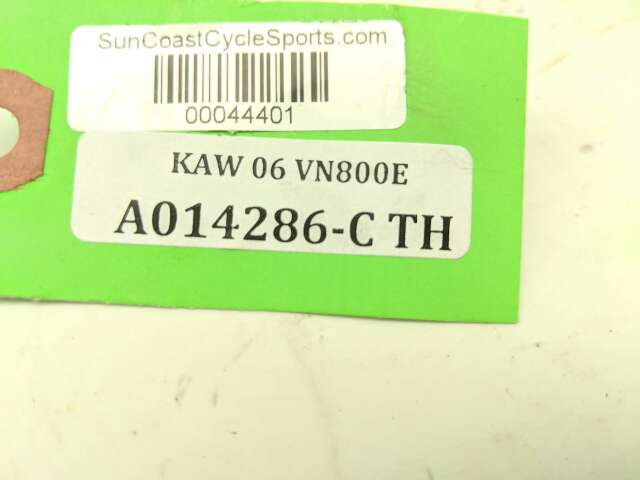 SunCoastCycleSports.com
00044401
KAW 06 VN800E
A014286-C TH